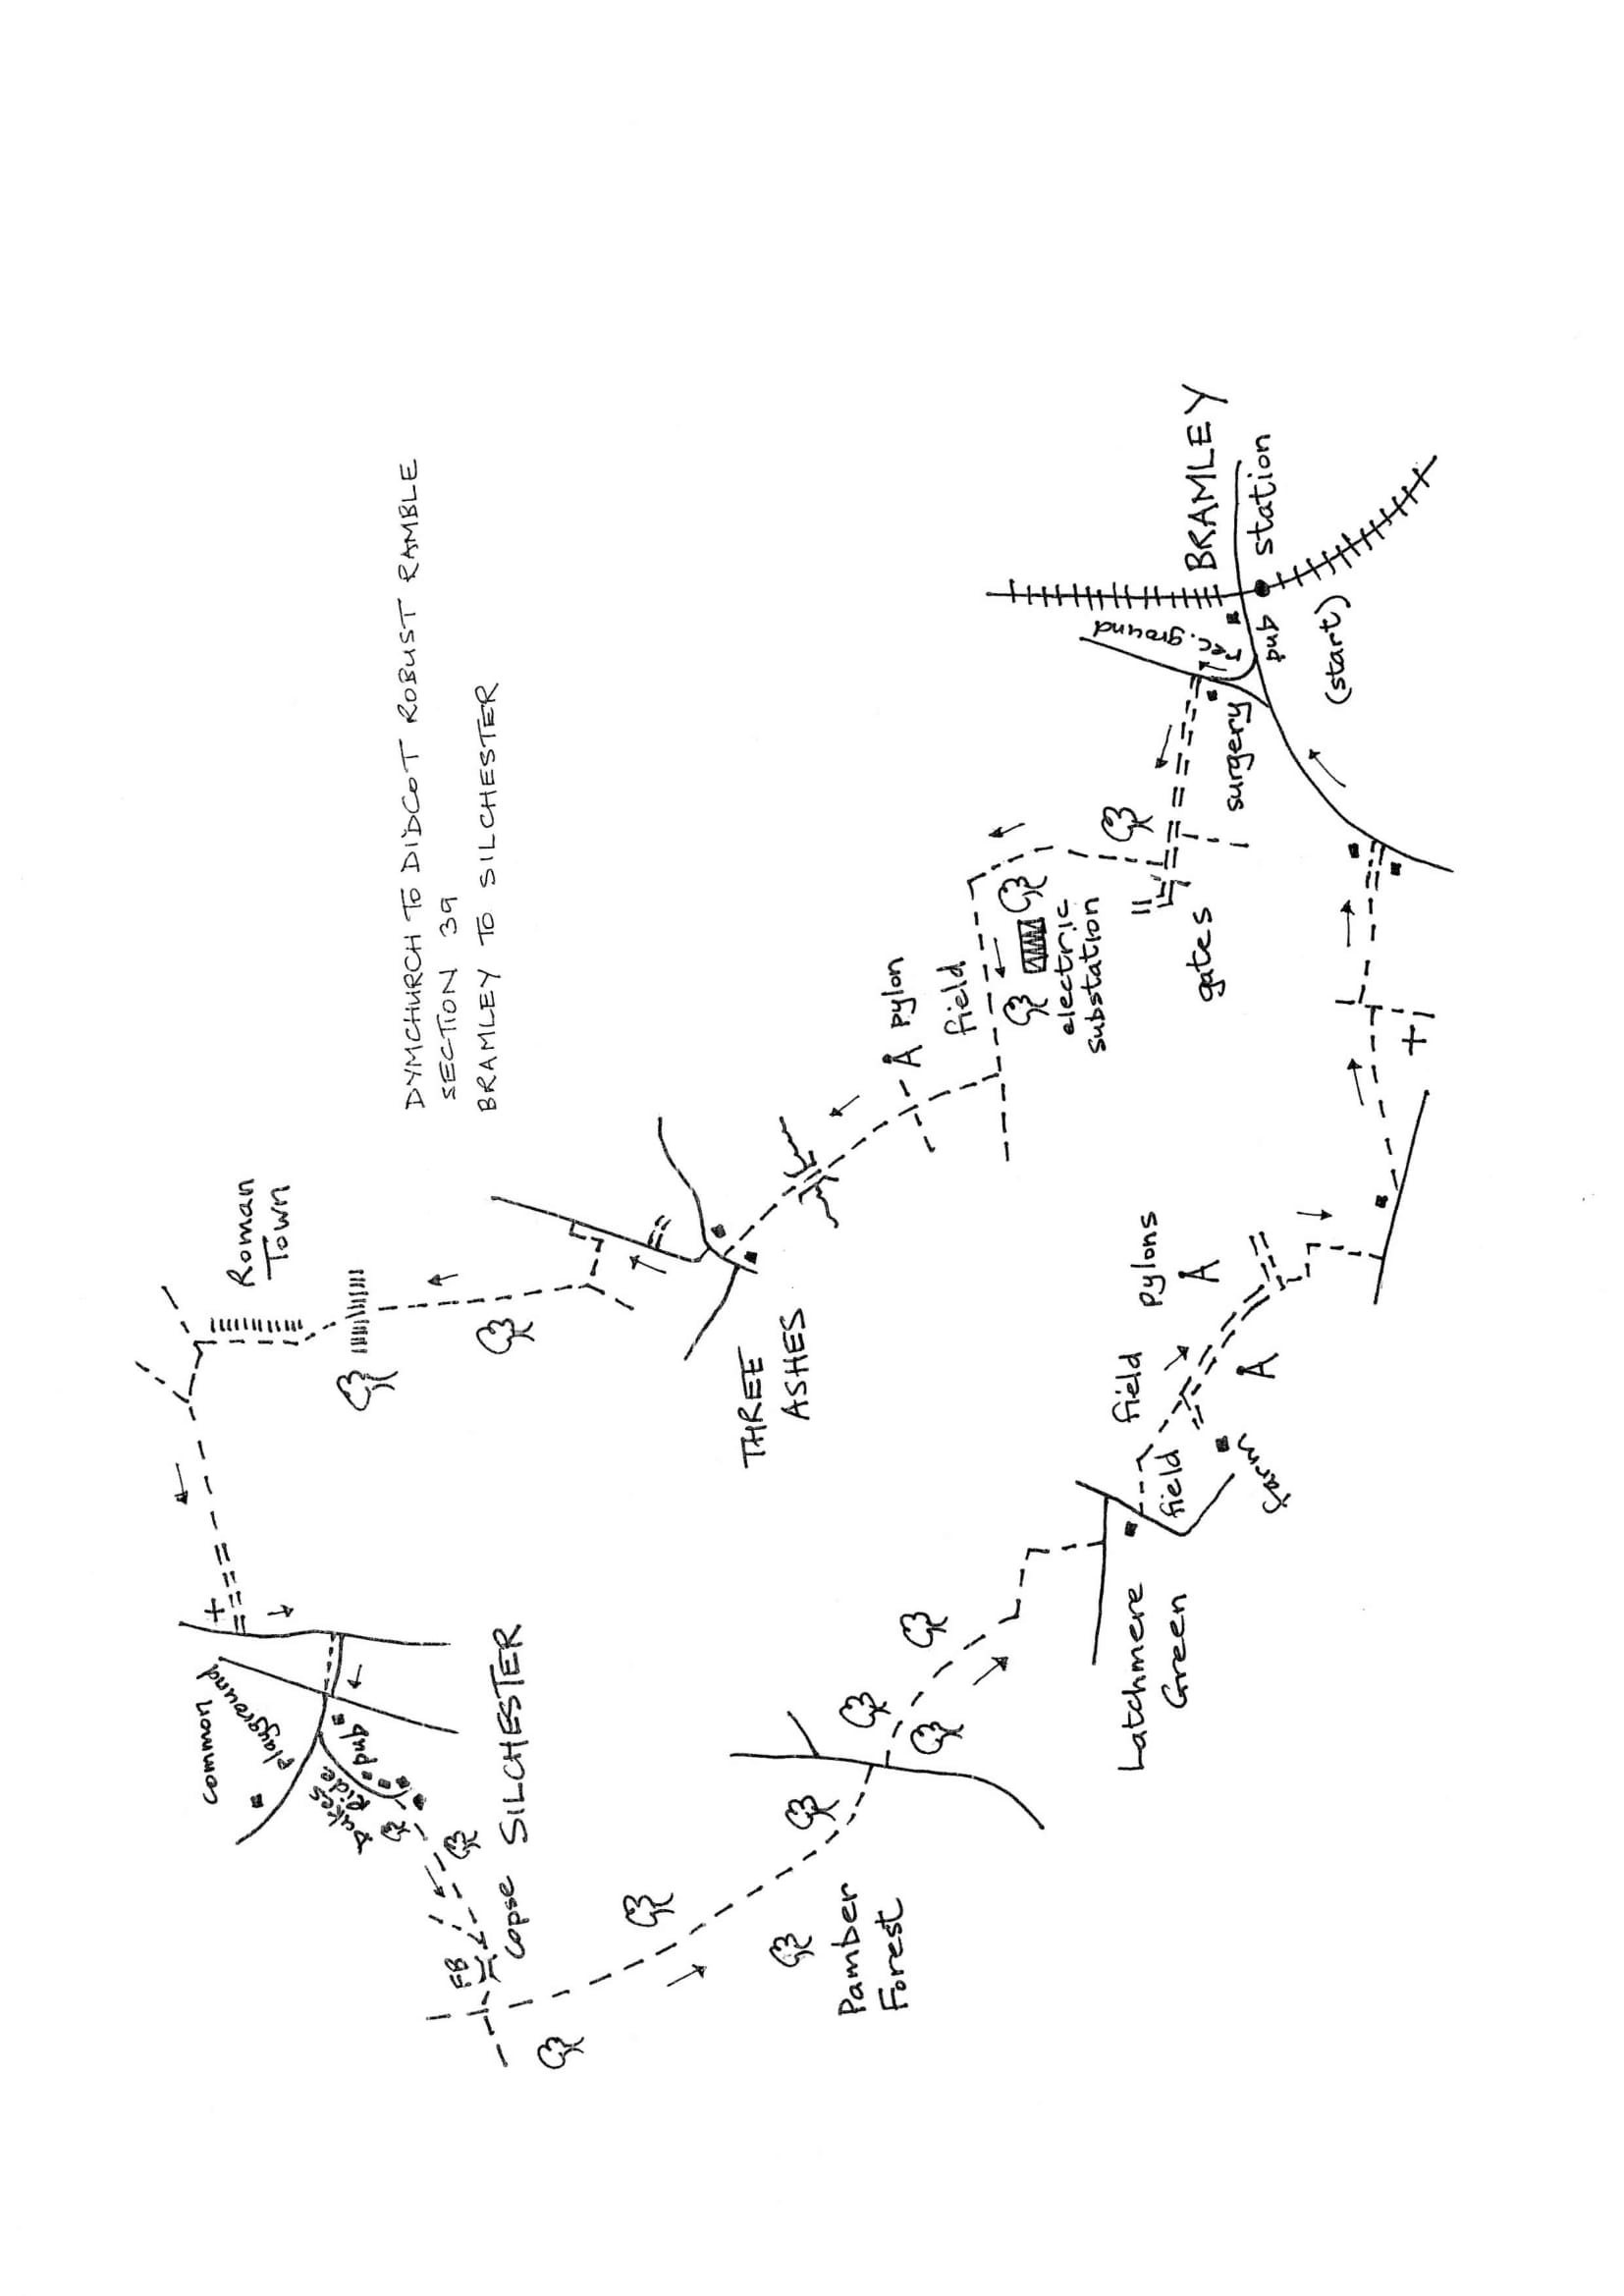 common
playground
Dukes
Ride
pub
FB
copse
SILCHESTER
Roman
Town
DYMCHURCH TO DIDCOT ROBUST RAMBLE
SECTION 39
BRAMLEY TO SILCHESTER
THREE
ASHES
Pamber
Forest
pylon
field
electric
substation
Latchmere
Green
field
field
pylons
farm
gates
surgery
rec. ground
BRAMLEY
pub
station
(start)